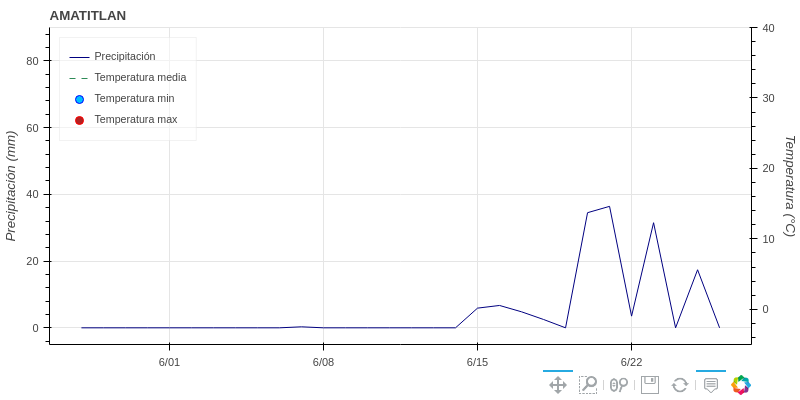 AMATITLAN
Precipitación
Temperatura media
Temperatura min
Temperatura max
Precipitación (mm)
80
60
40
20
0
Temperatura (°C)
40
30
20
10
0
6/01
6/08
6/15
6/22